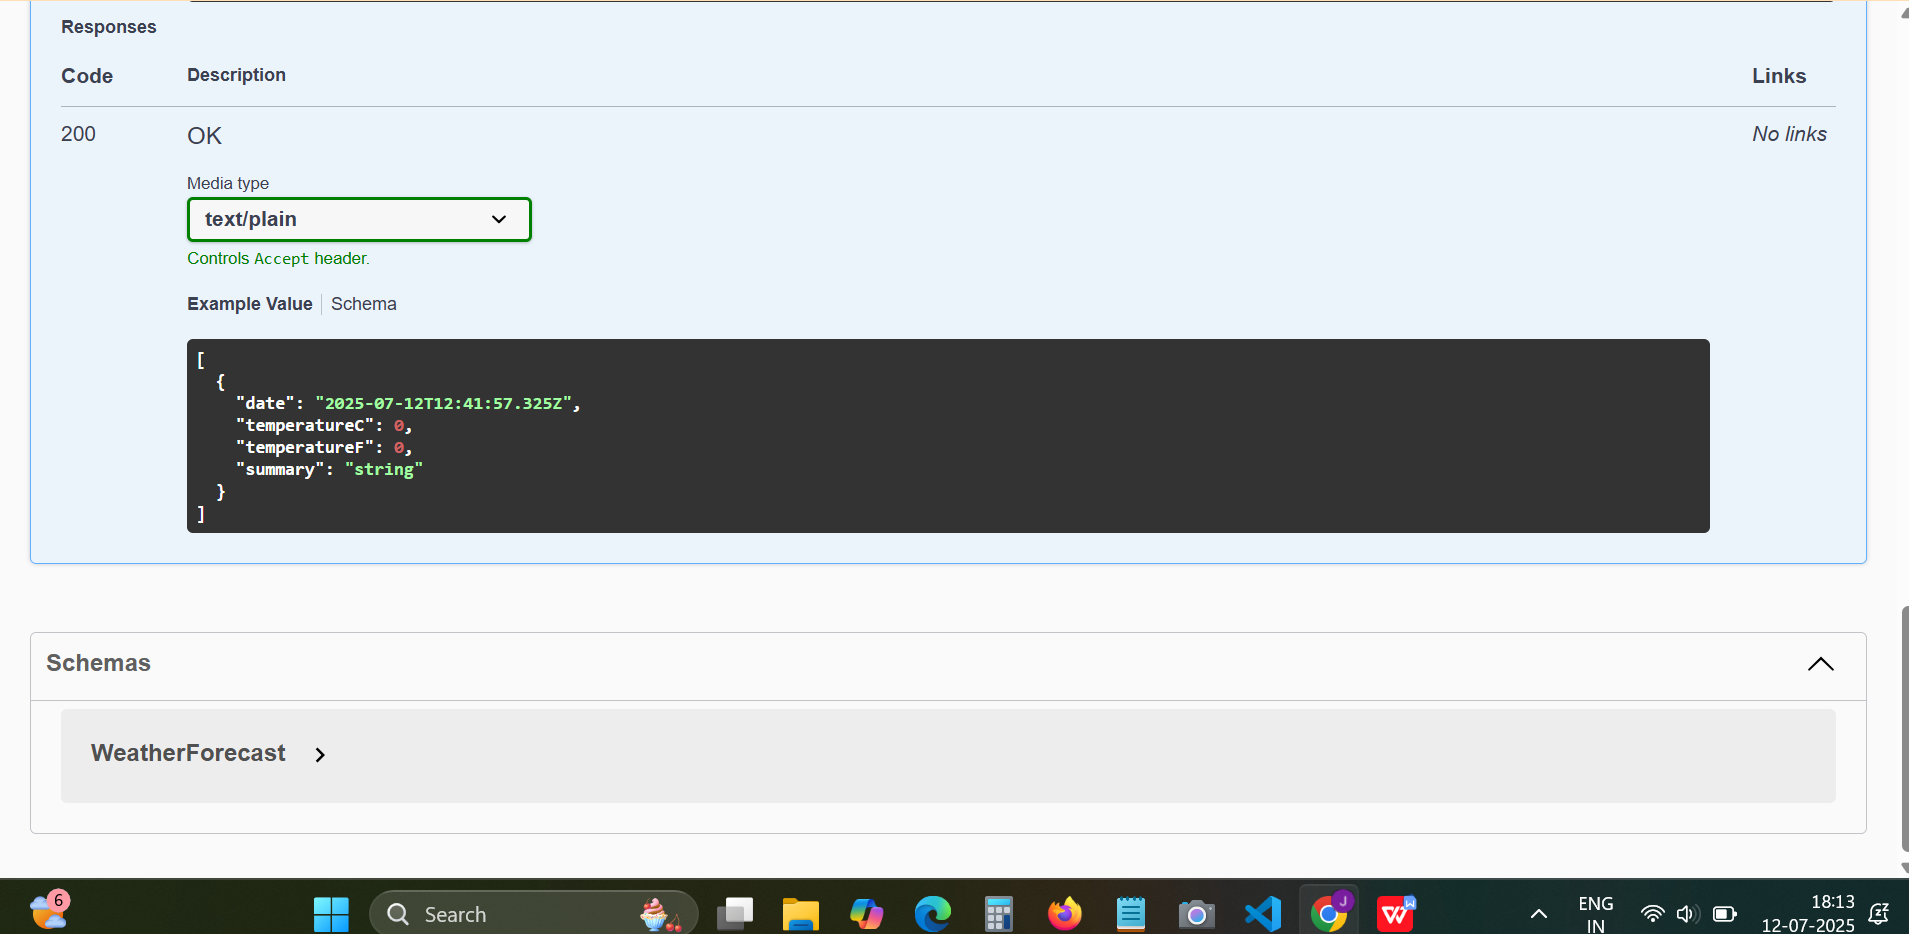 Responses
Code Description Links
200 OK No links
Media type
text/plain
Controls Accept header.
Example Value Schema
[
{
"date": "2025-07-12T12:41:57.325Z",
"temperatureC": 0,
"temperatureF": 0,
"summary": "string"
}
]
Schemas
WeatherForecast
6
Search
J
W
W
ENG
IN
18:13
12-07-2025